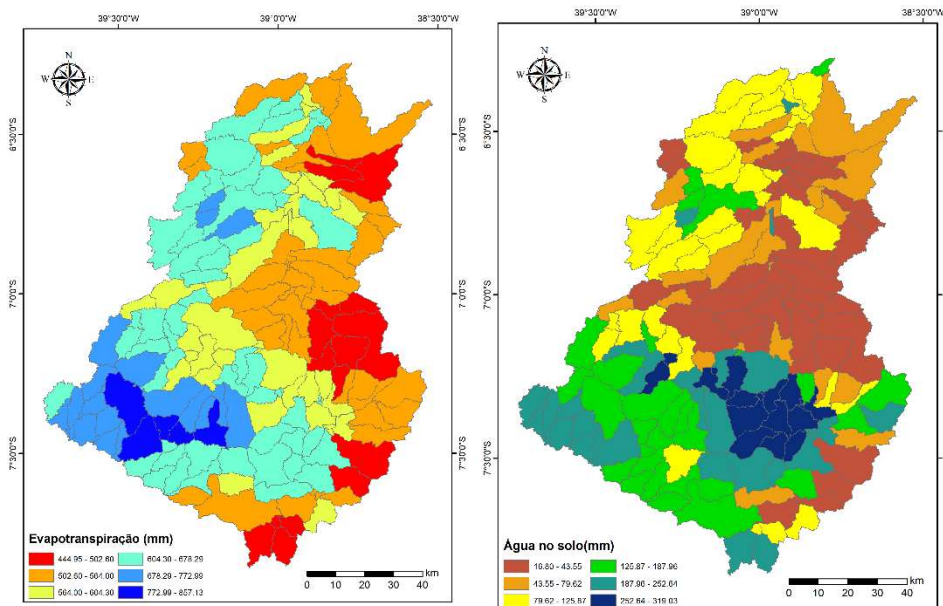 39°30'0"W 39°0'0"W 38°30'0"W
N
W E
S
6°30'0"S
7°0'0"S
7°30'0"S
Evapotranspiração (mm)
444.95 - 502.60 604.30 - 678.29
502.60 - 564.00 678.29 - 772.99
564.00 - 604.30 772.99 - 857.13
km
0 10 20 30 40
39°30'0"W 39°0'0"W 38°30'0"W
N
W E
S
6°30'0"S
7°0'0"S
7°30'0"S
Água no solo(mm)
16.80 - 43.55 125.87 - 187.96
43.55 - 79.62 187.96 - 252.64
79.62 - 125.87 252.64 - 319.03
km
0 10 20 30 40